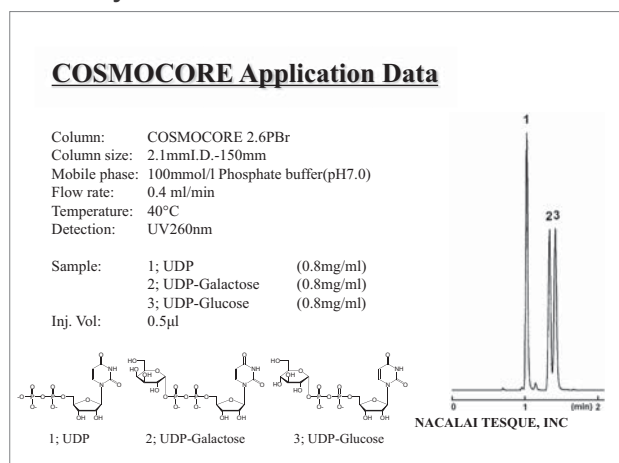 COSMOCORE Application Data
Column: COSMOCORE 2.6PBr
Column size: 2.1mmI.D.-150mm
Mobile phase: 100mmol/l Phosphate buffer(pH7.0)
Flow rate: 0.4 ml/min
Temperature: 40°C
Detection: UV260nm
Sample: 1; UDP (0.8mg/ml)
2; UDP-Galactose (0.8mg/ml)
3; UDP-Glucose (0.8mg/ml)
Inj. Vol: 0.5μl
1
2 3
0 1 (min) 2
NACALAI TESQUE, INC
1; UDP 2; UDP-Galactose 3; UDP-Glucose